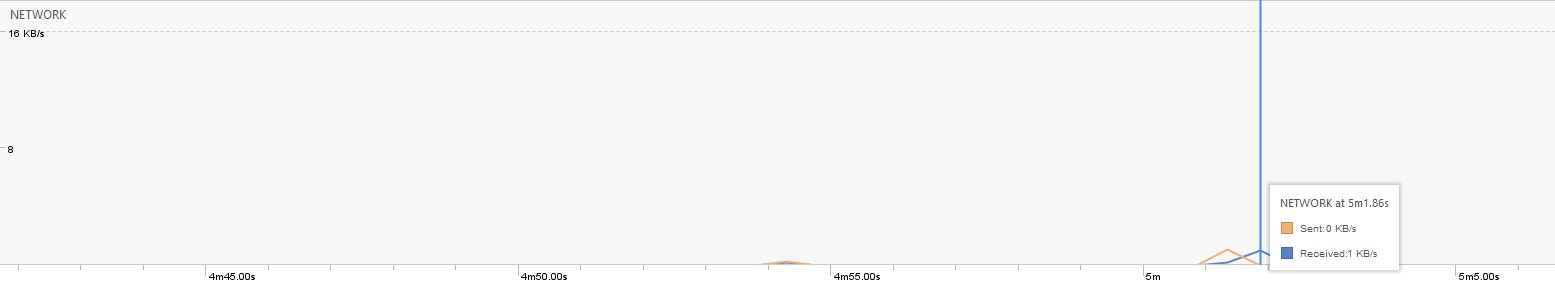 NETWORK
16 KB/s
8
NETWORK at 5m1.86s
Sent:0 KB/s
Received:1 KB/s
4m45.00s
4m50.00s
4m55.00s
5m
5m5.00s